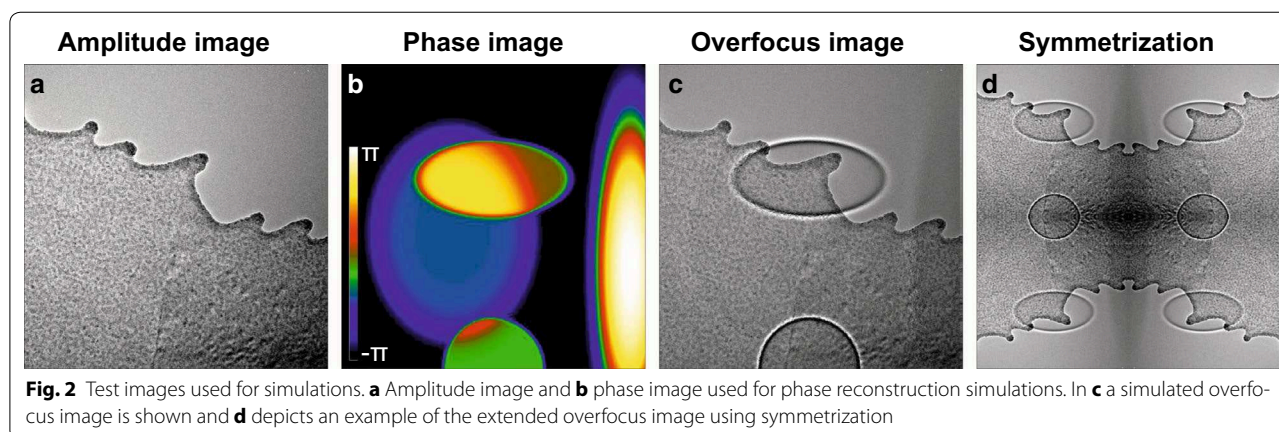 Amplitude image
Phase image
Overfocus image
Symmetrization
a
b
c
d
π
-π
Fig. 2 Test images used for simulations. a Amplitude image and b phase image used for phase reconstruction simulations. In c a simulated overfo-
cus image is shown and d depicts an example of the extended overfocus image using symmetrization